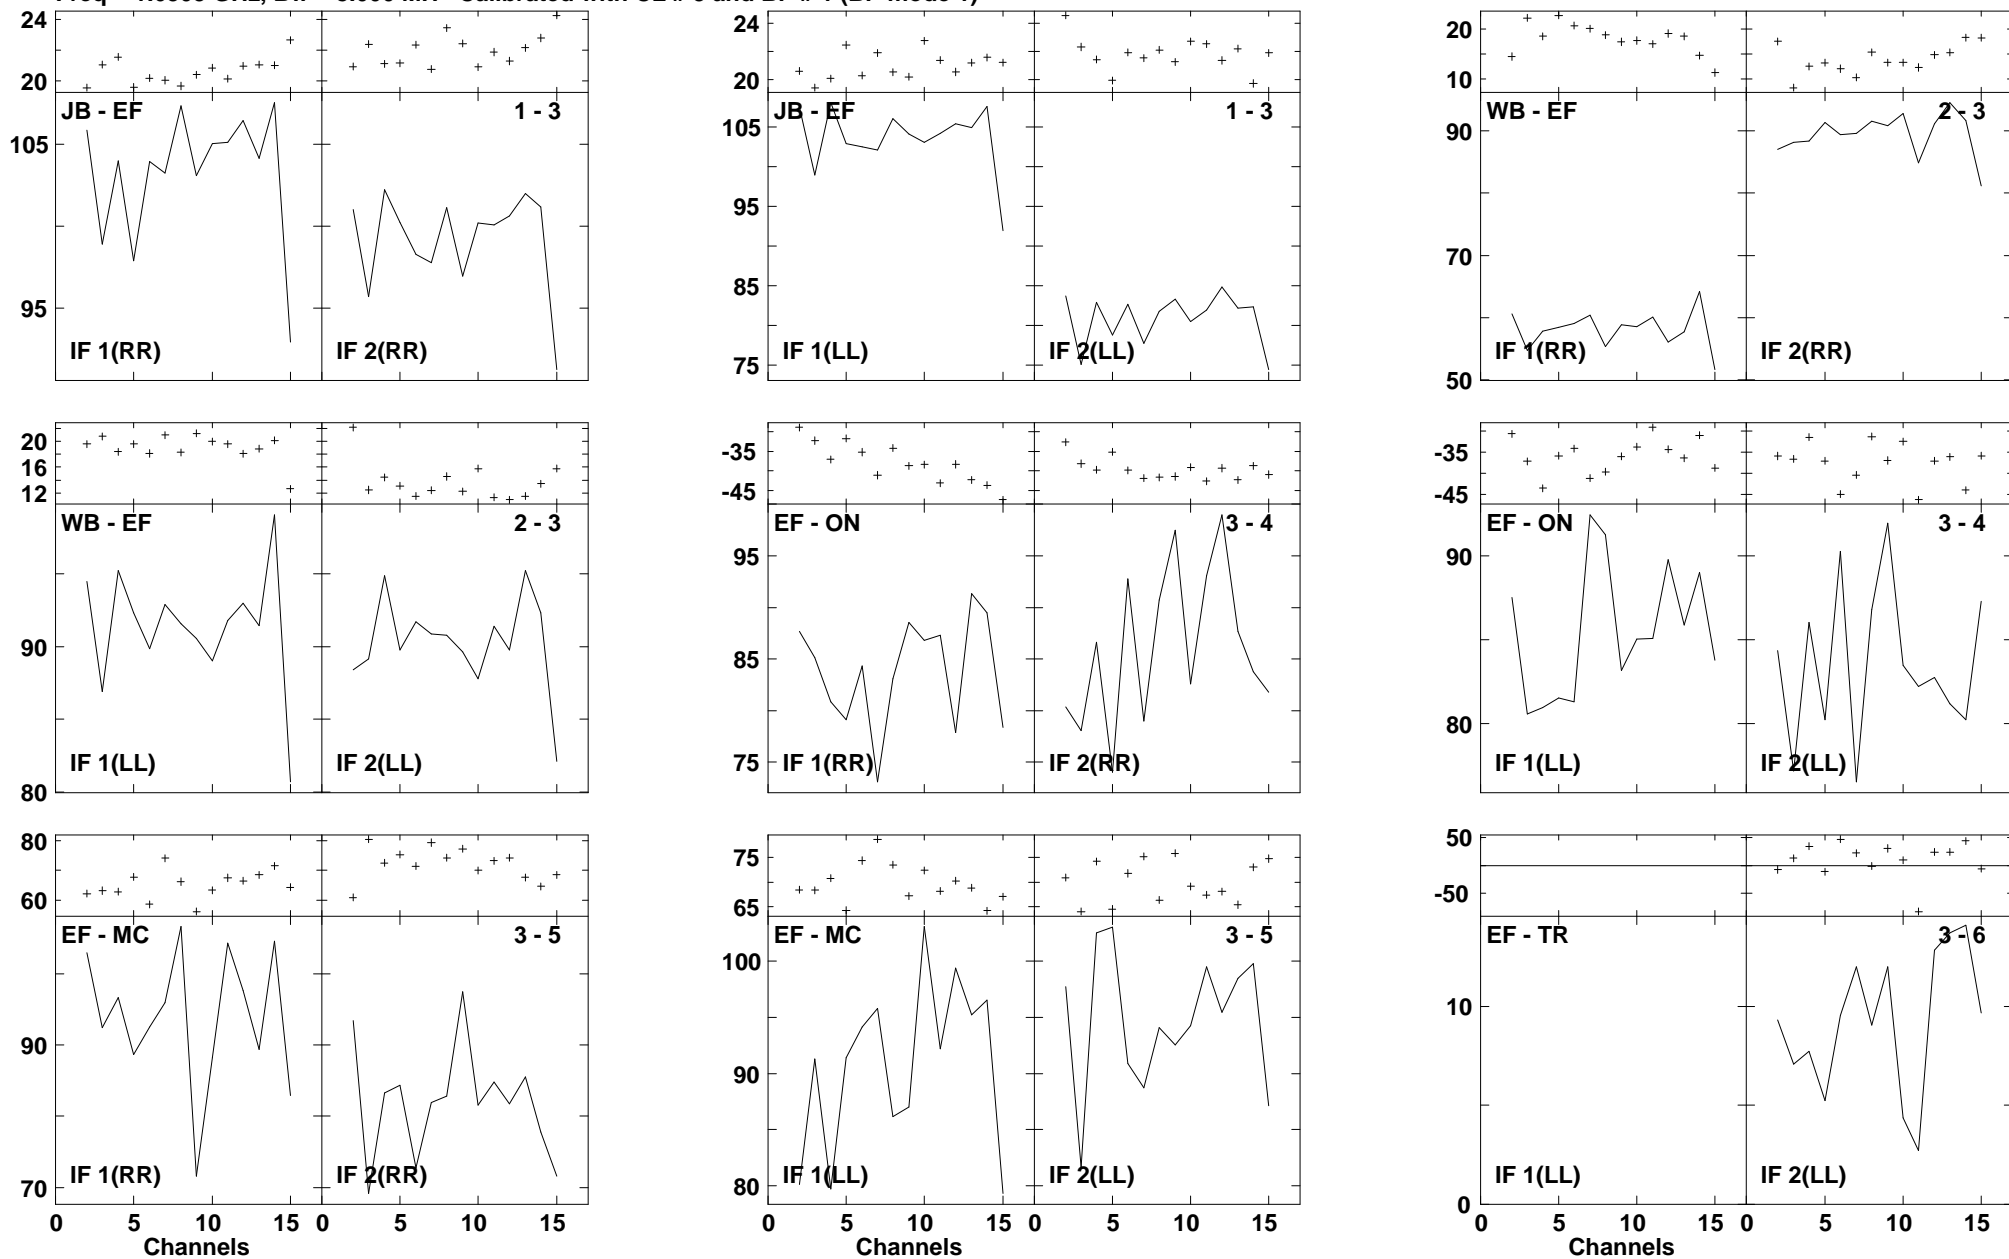 24 24 20
20 20 10
JB - EF 1 - 3 JB - EF 1 - 3 WB - EF 2 - 3
105 105 90
95 95 70
85
75 50
IF 1(RR) IF 2(RR) IF 1(LL) IF 2(LL) IF 1(RR) IF 2(RR)
20 -35 -35
16
12 -45 -45
WB - EF 2 - 3 EF - ON 3 - 4 EF - ON 3 - 4
90 95 90
85 80
80 75
IF 1(LL) IF 2(LL) IF 1(RR) IF 2(RR) IF 1(LL) IF 2(LL)
80 75 50
60 65 -50
EF - MC 3 - 5 EF - MC 3 - 5 EF - TR 3 - 6
90 100 10
90
70 80 0
IF 1(RR) IF 2(RR) IF 1(LL) IF 2(LL) IF 1(LL) IF 2(LL)
0 5 10 15 0 5 10 15 0 5 10 15 0 5 10 15 0 5 10 15 0 5 10 15
Channels Channels Channels